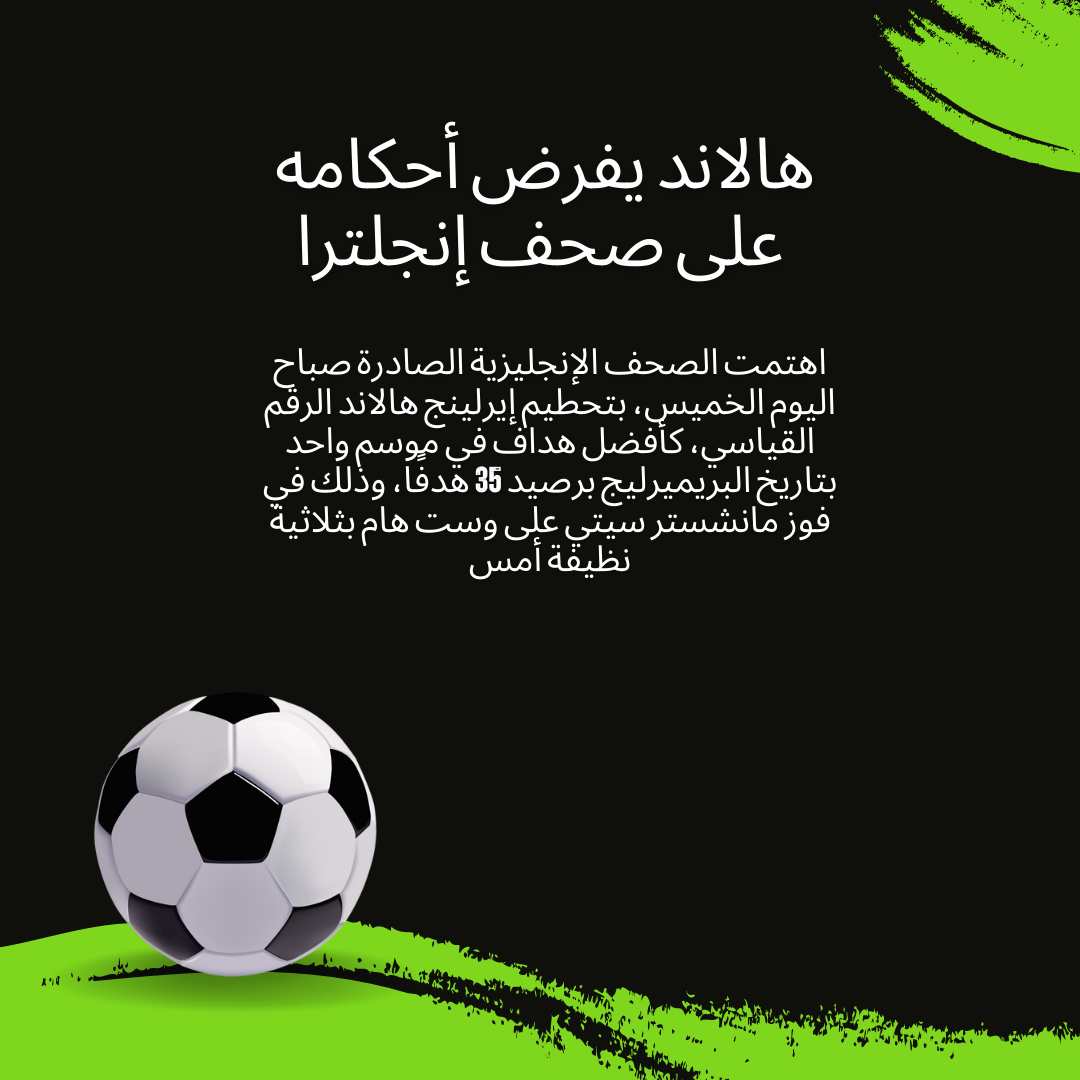 هالاند يفرض أحكامه
على صحف إنجلترا
اهتمت الصحف الإنجليزية الصادرة صباح
اليوم الخميس، بتحطيم إيرلينج هالاند الرقم
القياسي، كأفضل هداف في موسم واحد
بتاريخ البريميرليج برصيد 35 هدفًا، وذلك في
فوز مانشستر سيتي على وست هام بثلاثية
نظيفة أمس